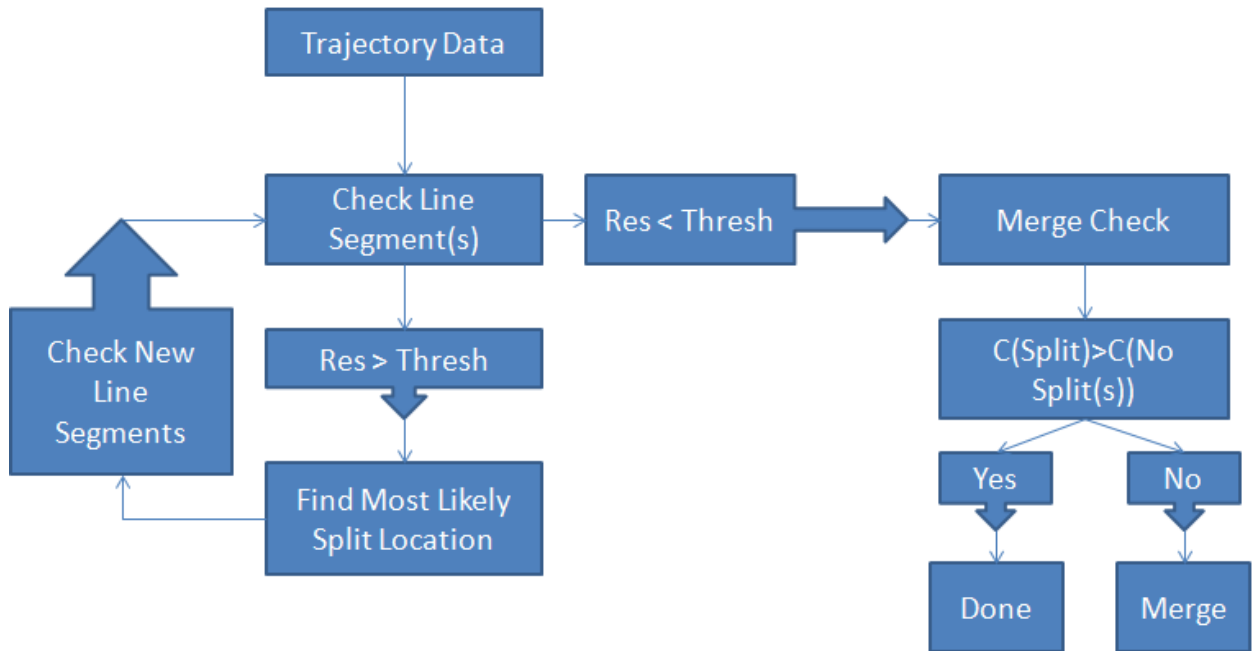 Trajectory Data
Check Line
Segment(s)
Res < Thresh
Merge Check
Check New
Line
Segments
Res > Thresh
C(Split)>C(No
Split(s))
Find Most Likely
Split Location
Yes
No
Done
Merge